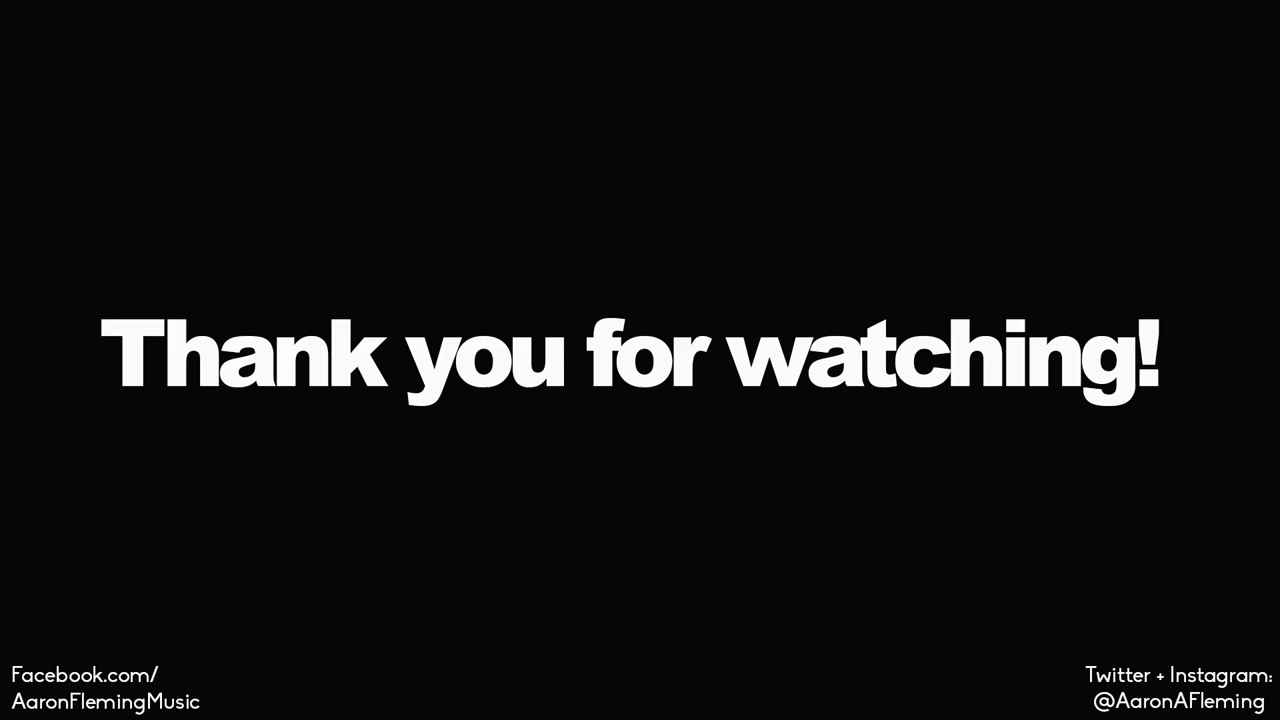 Thank you for watching!
Facebook.com/
AaronFlemingMusic
Twitter + Instagram:
@AaronAFleming